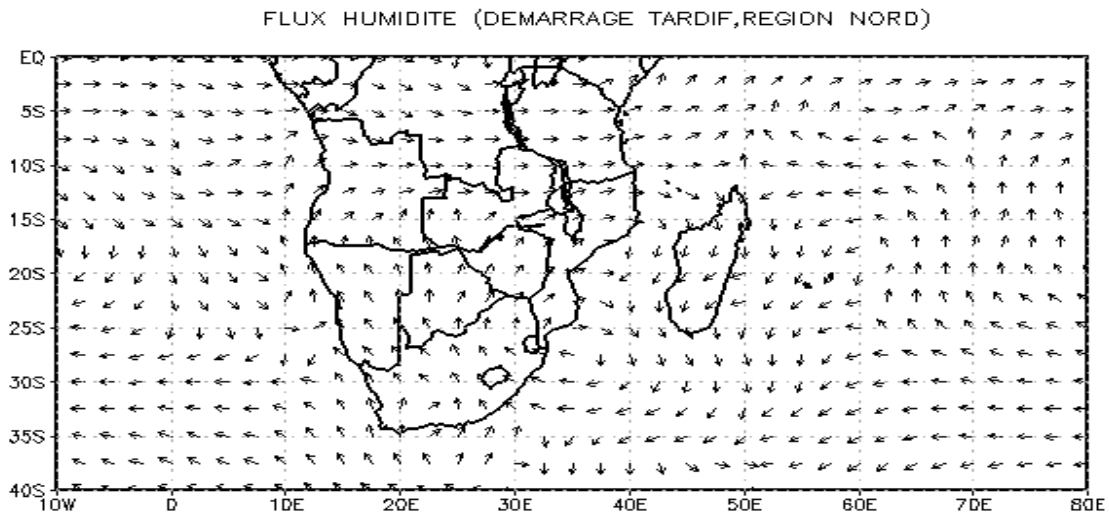 FLUX HUMIDITE (DEMARRAGE TARDIF,REGION NORD)
EQ
5S
10S
15S
20S
25S
30S
35S
40S
10W 0 10E 20E 30E 40E 50E 60E 70E 80E